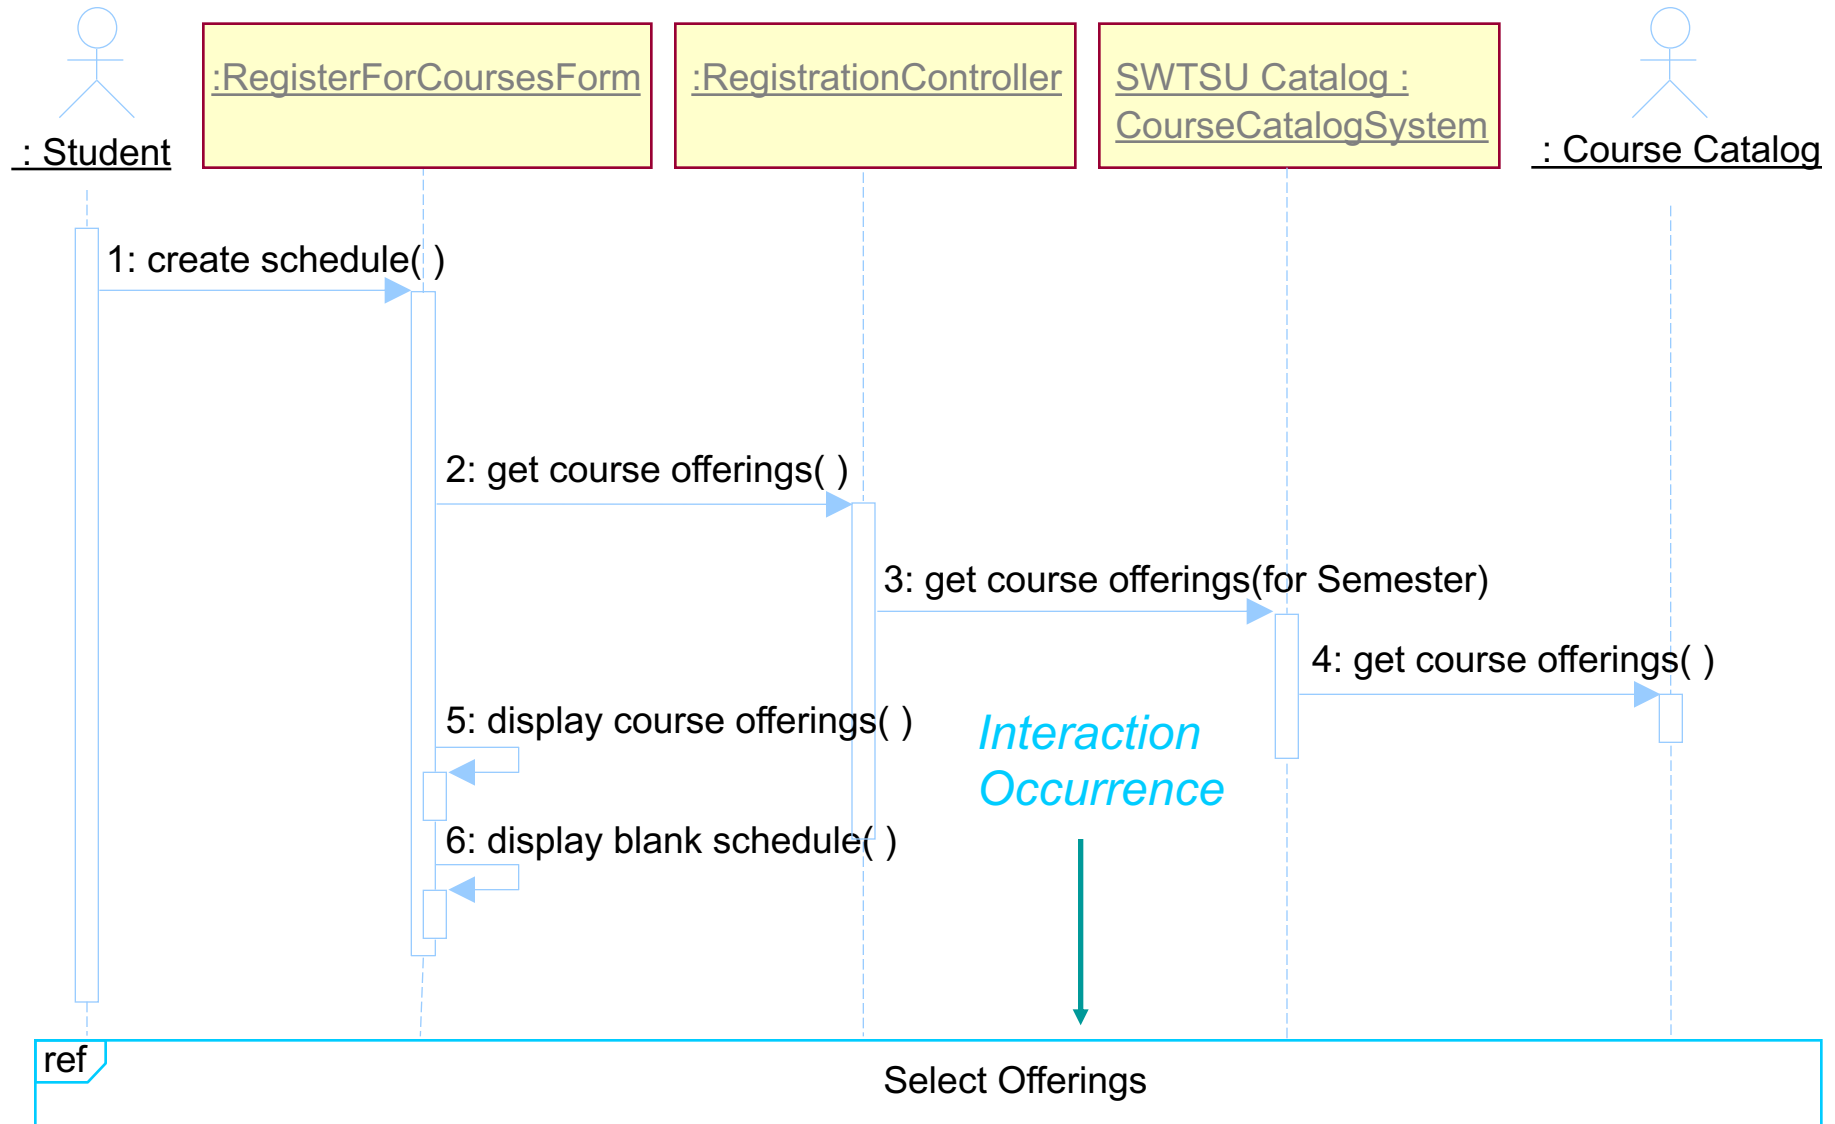 : Student
:RegisterForCoursesForm
:RegistrationController
SWTSU Catalog :
CourseCatalogSystem
: Course Catalog
1: create schedule( )
2: get course offerings( )
3: get course offerings(for Semester)
4: get course offerings( )
5: display course offerings( )
Interaction
Occurrence
6: display blank schedule( )
ref
Select Offerings